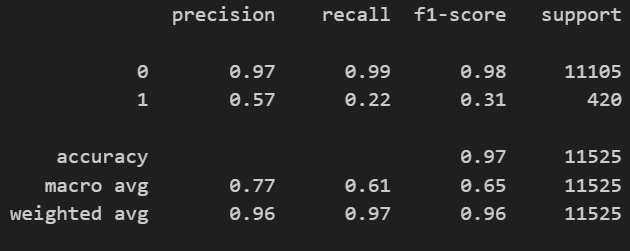 precision recall f1-score support
0 0.97 0.99 0.98 11105
1 0.57 0.22 0.31 420
accuracy 0.97 11525
macro avg 0.77 0.61 0.65 11525
weighted avg 0.96 0.97 0.96 11525